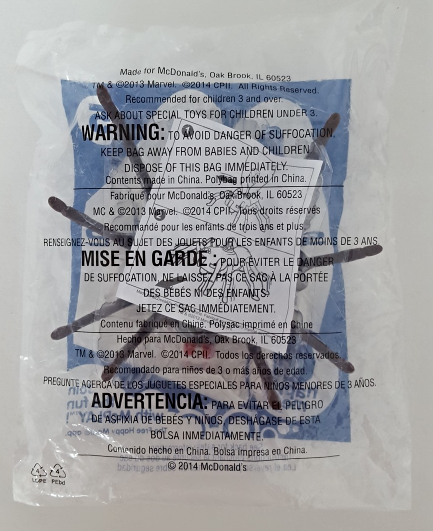 Made for McDonald's, Oak Brook, IL 60523
TM & ©2013 Marvel. ©2014 CPII. All Rights Reserved.
Recommended for children 3 and over.
ASK ABOUT SPECIAL TOYS FOR CHILDREN UNDER 3.
WARNING: TO AVOID DANGER OF SUFFOCATION,
KEEP BAG AWAY FROM BABIES AND CHILDREN.
DISPOSE OF THIS BAG IMMEDIATELY.
Contents made in China. Polybag printed in China.
Fabriqué pour McDonald's, Oak Brook, IL 60523
MC & ©2013 Marvel. ©2014 CPII. Tous droits réservés
Recommandé pour les enfants de trois ans et plus.
RENSEIGNEZ-VOUS AU SUJET DES JOUETS POUR LES ENFANTS DE MOINS DE 3 ANS
MISE EN GARDE : POUR ÉVITER LE DANGER
DE SUFFOCATION, NE LAISSEZ PAS CE SAC À LA PORTÉE
DES BÉBÉS NI DES ENFANTS.
JETEZ CE SAC IMMÉDIATEMENT.
Contenu fabriqué en Chine. Polysac imprimé en Chine
Hecho para McDonald's, Oak Brook, IL 60523
TM & ©2013 Marvel. ©2014 CPII. Todos los derechos reservados.
Recomendado para niños de 3 o más años de edad
PREGUNTE ACERCA DE LOS JUGUETES ESPECIALES PARA NIÑOS MENORES DE 3 AÑOS.
ADVERTENCIA: PARA EVITAR EL PELIGRO
DE ASFIXIA DE BEBÉS Y NIÑOS, DESHÁGASE DE ESTA
BOLSA INMEDIATAMENTE.
Contenido hecho en China. Bolsa impresa en China.
© 2014 McDonald's
4 4
LDPE PEbd